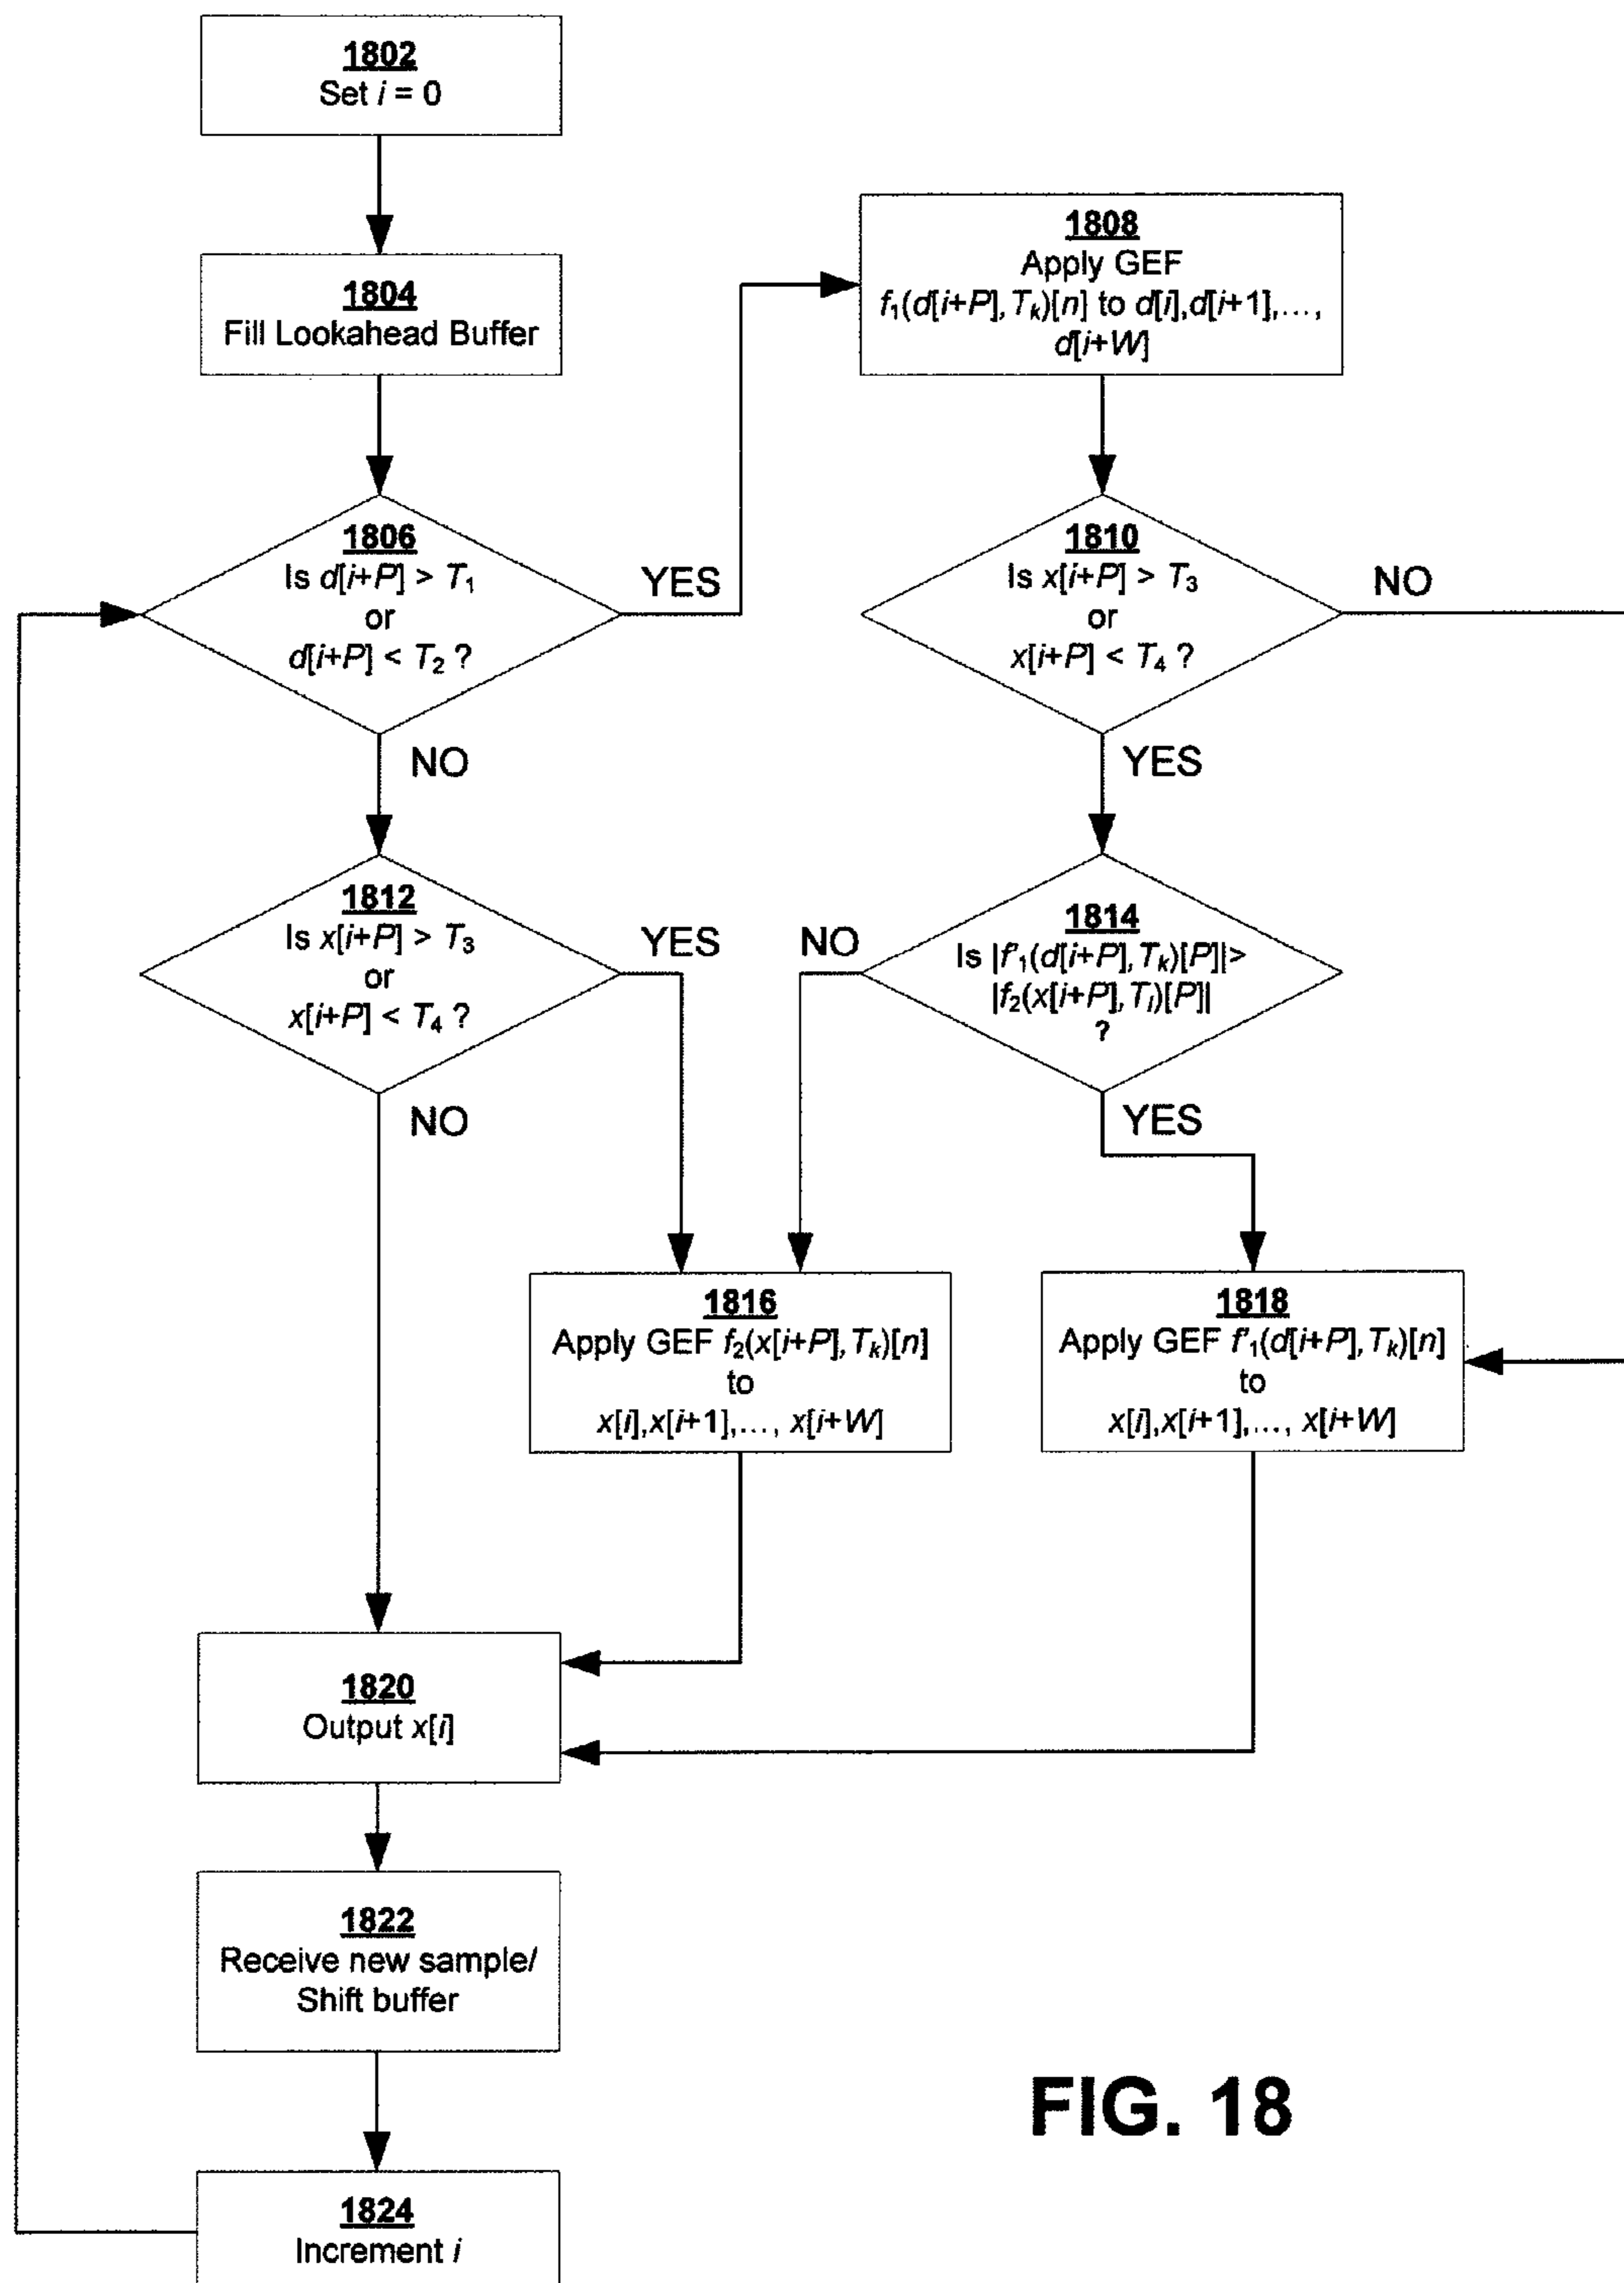 1802
Set i = 0
1804
Fill Lookahead Buffer
1806
Is d[i+P] > T₁
or
d[i+P] < T₂ ?
YES
NO
1808
Apply GEF
f₁(d[i+P],Tₖ)[n] to d[i],d[i+1],...,
d[i+W]
1810
Is x[i+P] > T₃
or
x[i+P] < T₄ ?
NO
YES
1812
Is x[i+P] > T₃
or
x[i+P] < T₄ ?
YES
NO
1814
Is |f'₁(d[i+P],Tₖ)[P]|>
|f₂(x[i+P],Tₗ)[P]|
?
NO
YES
1816
Apply GEF f₂(x[i+P],Tₖ)[n]
to
x[i],x[i+1],..., x[i+W]
1818
Apply GEF f'₁(d[i+P],Tₖ)[n]
to
x[i],x[i+1],..., x[i+W]
1820
Output x[i]
1822
Receive new sample/
Shift buffer
1824
Increment i
FIG. 18